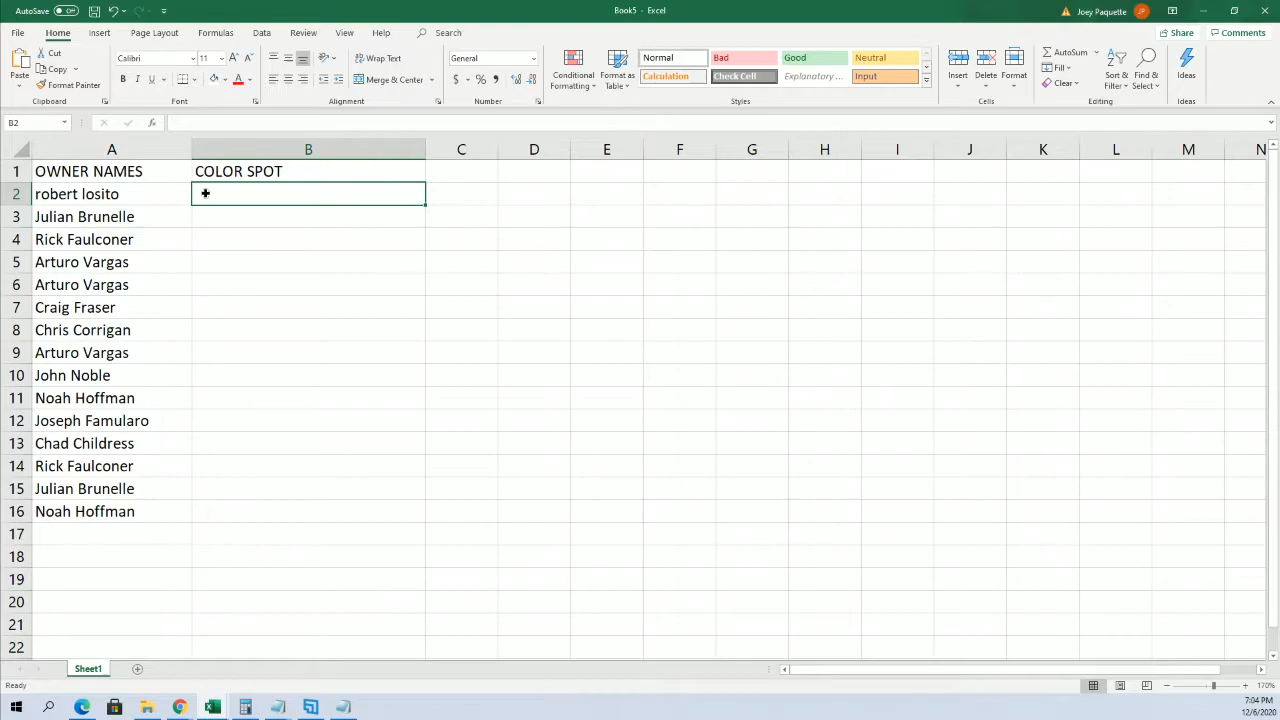 AutoSave Off
Book5 - Excel
Joey Paquette JP
File Home Insert Page Layout Formulas Data Review View Help Search
Share Comments
Paste
Cut
Copy
Format Painter
Clipboard
Calibri 11
B I U
Font
ab Wrap Text
Merge & Center
Alignment
General
$ % ,
Number
Conditional Formatting
Format as Table
Normal Bad Good Neutral
Calculation Check Cell Explanatory ... Input
Styles
Insert Delete Format
Cells
AutoSum
Fill
Clear
Sort & Filter
Find & Select
Editing
Ideas
Ideas
B2 fx
A B C D E F G H I J K L M N
1 OWNER NAMES COLOR SPOT
2 robert losito
3 Julian Brunelle
4 Rick Faulconer
5 Arturo Vargas
6 Arturo Vargas
7 Craig Fraser
8 Chris Corrigan
9 Arturo Vargas
10 John Noble
11 Noah Hoffman
12 Joseph Famularo
13 Chad Childress
14 Rick Faulconer
15 Julian Brunelle
16 Noah Hoffman
17
18
19
20
21
22
Sheet1
Ready
170%
7:04 PM
12/6/2020